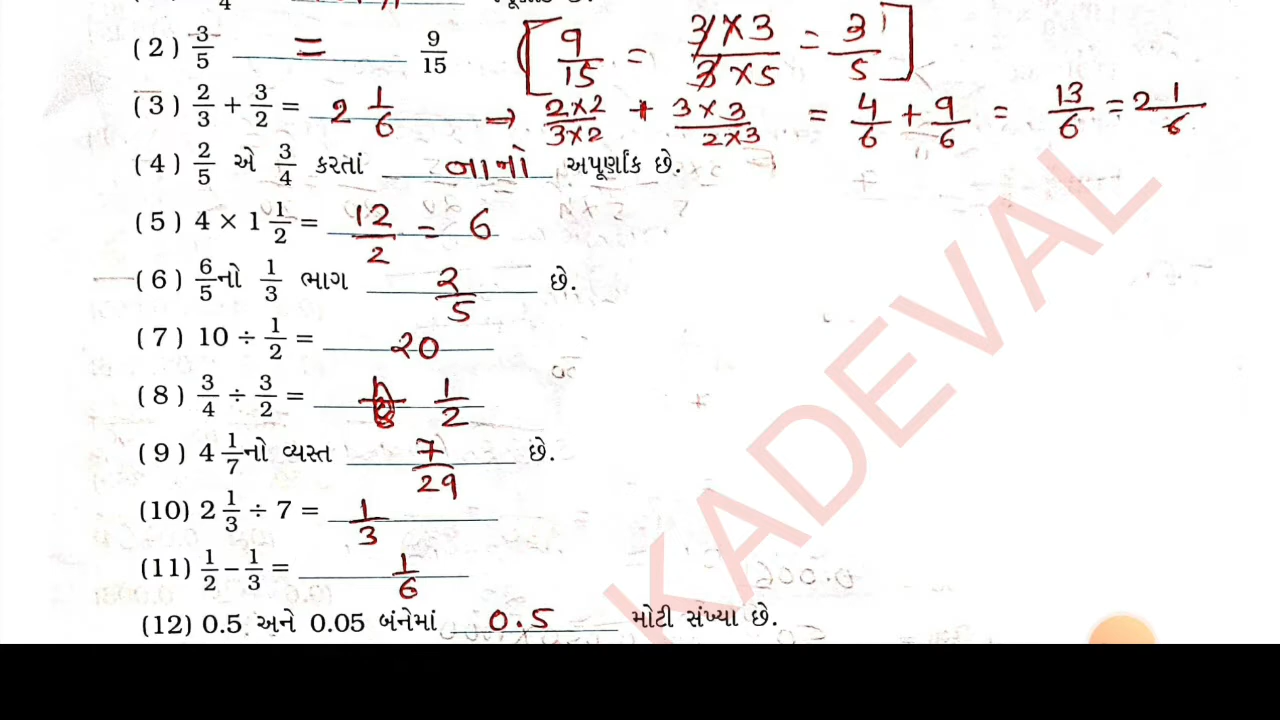 4
(2) 3/5 = 9/15 [9/15 = 3×3/3×5 = 3/5]
(3) 2/3 + 3/2 = 2 1/6 ⇒ 2×2/3×2 + 3×3/2×3 = 4/6 + 9/6 = 13/6 = 2 1/6
(4) 2/5 એ 3/4 કરતાં નાનો અપૂર્ણાંક છે.
(5) 4 × 1 1/2 = 12/2 = 6
(6) 6/5નો 1/3 ભાગ 2/5 છે.
(7) 10 ÷ 1/2 = 20
(8) 3/4 ÷ 3/2 = 1/2
(9) 4 1/7નો વ્યસ્ત 7/29 છે.
(10) 2 1/3 ÷ 7 = 1/3
(11) 1/2 – 1/3 = 1/6
(12) 0.5 અને 0.05 બંનેમાં 0.5 મોટી સંખ્યા છે.
KADEVAL